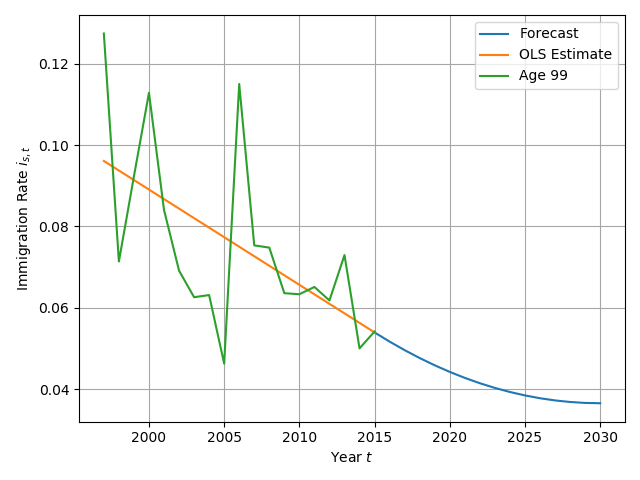 Forecast
OLS Estimate
Age 99
Immigration Rate i_{s,t}
0.12
0.10
0.08
0.06
0.04
2000
2005
2010
2015
2020
2025
2030
Year t